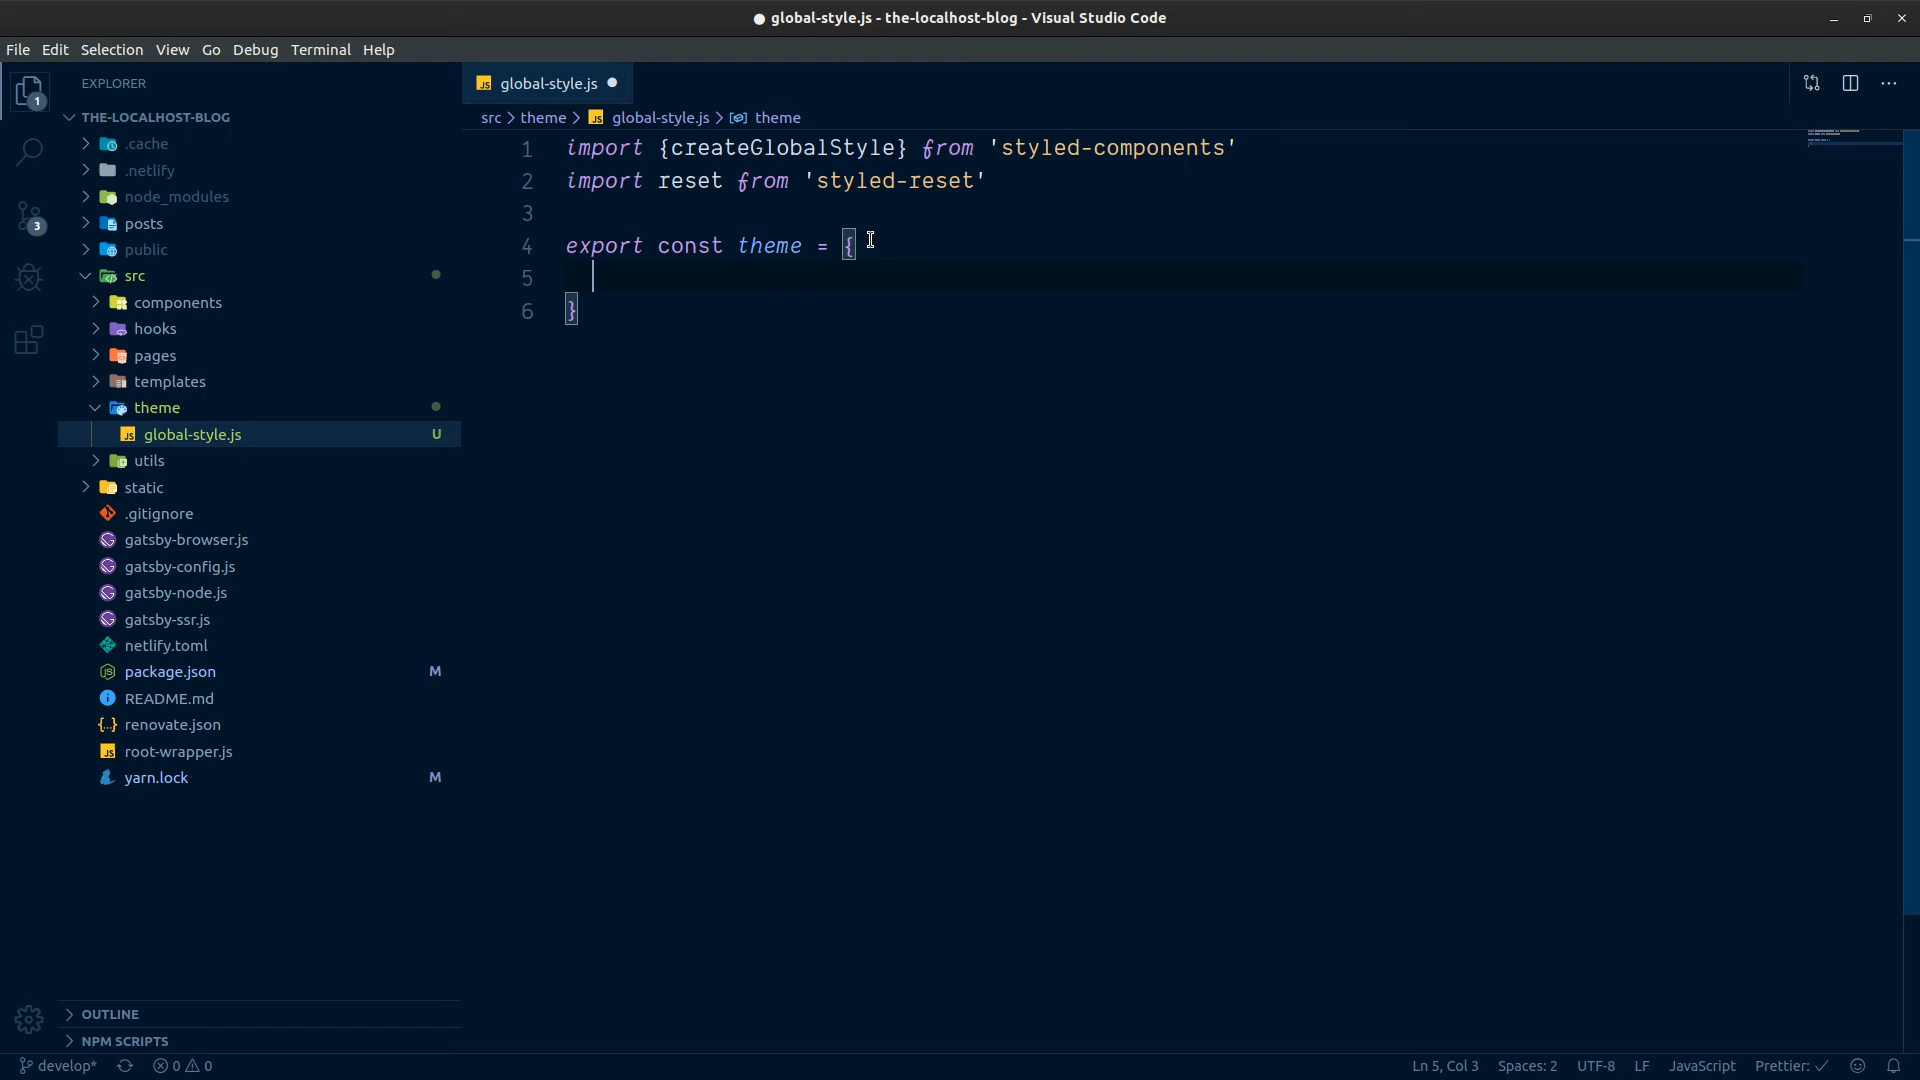 ● global-style.js - the-localhost-blog - Visual Studio Code
File Edit Selection View Go Debug Terminal Help
1
3
EXPLORER
THE-LOCALHOST-BLOG
.cache
.netlify
node_modules
posts
public
src
components
hooks
pages
templates
theme
global-style.js U
utils
static
.gitignore
gatsby-browser.js
gatsby-config.js
gatsby-node.js
gatsby-ssr.js
netlify.toml
package.json M
README.md
renovate.json
root-wrapper.js
yarn.lock M
OUTLINE
NPM SCRIPTS
JS global-style.js ●
src > theme > JS global-style.js > theme
1 import {createGlobalStyle} from 'styled-components'
2 import reset from 'styled-reset'
3
4 export const theme = {
5
6 }
develop* 0 0 Ln 5, Col 3 Spaces: 2 UTF-8 LF JavaScript Prettier: ✓